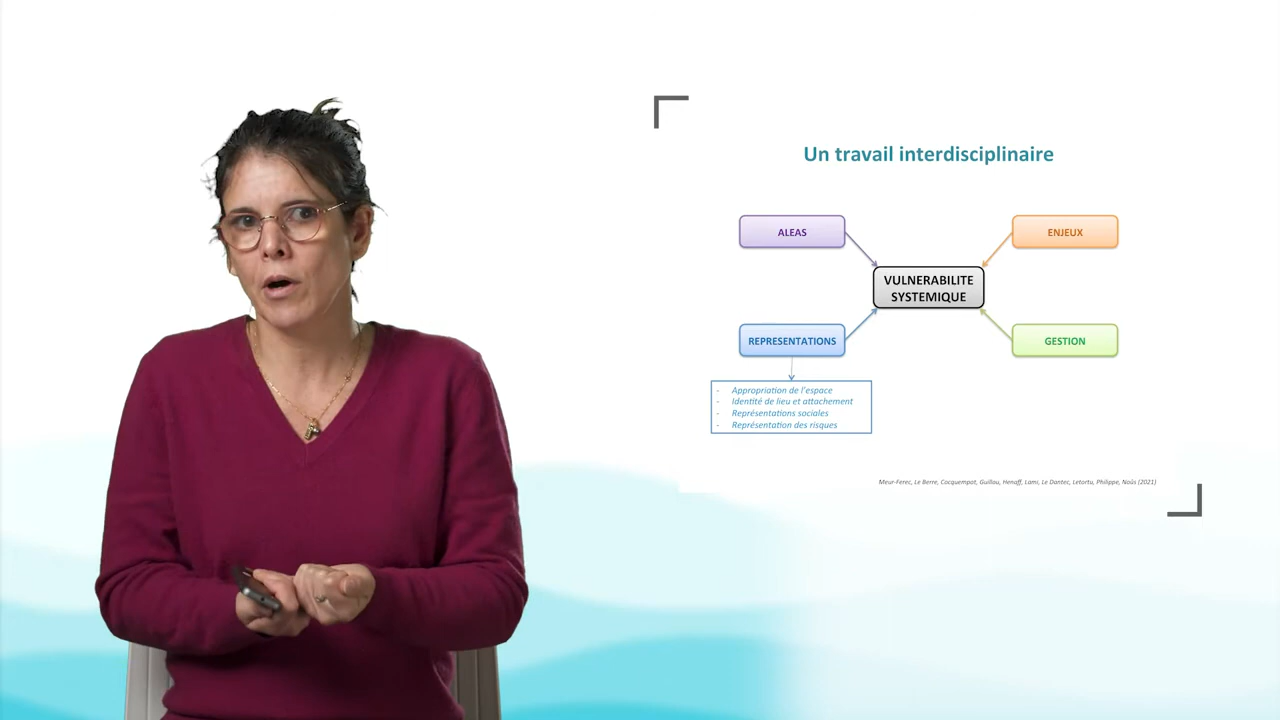 Un travail interdisciplinaire
ALEAS
ENJEUX
VULNERABILITE
SYSTEMIQUE
REPRESENTATIONS
GESTION
- Appropriation de l'espace
- Identité de lieu et attachement
- Représentations sociales
- Représentation des risques
Meur-Ferec, Le Berre, Cocquempot, Guillou, Henaff, Lami, Le Dantec, Letortu, Philippe, Noûs (2021)